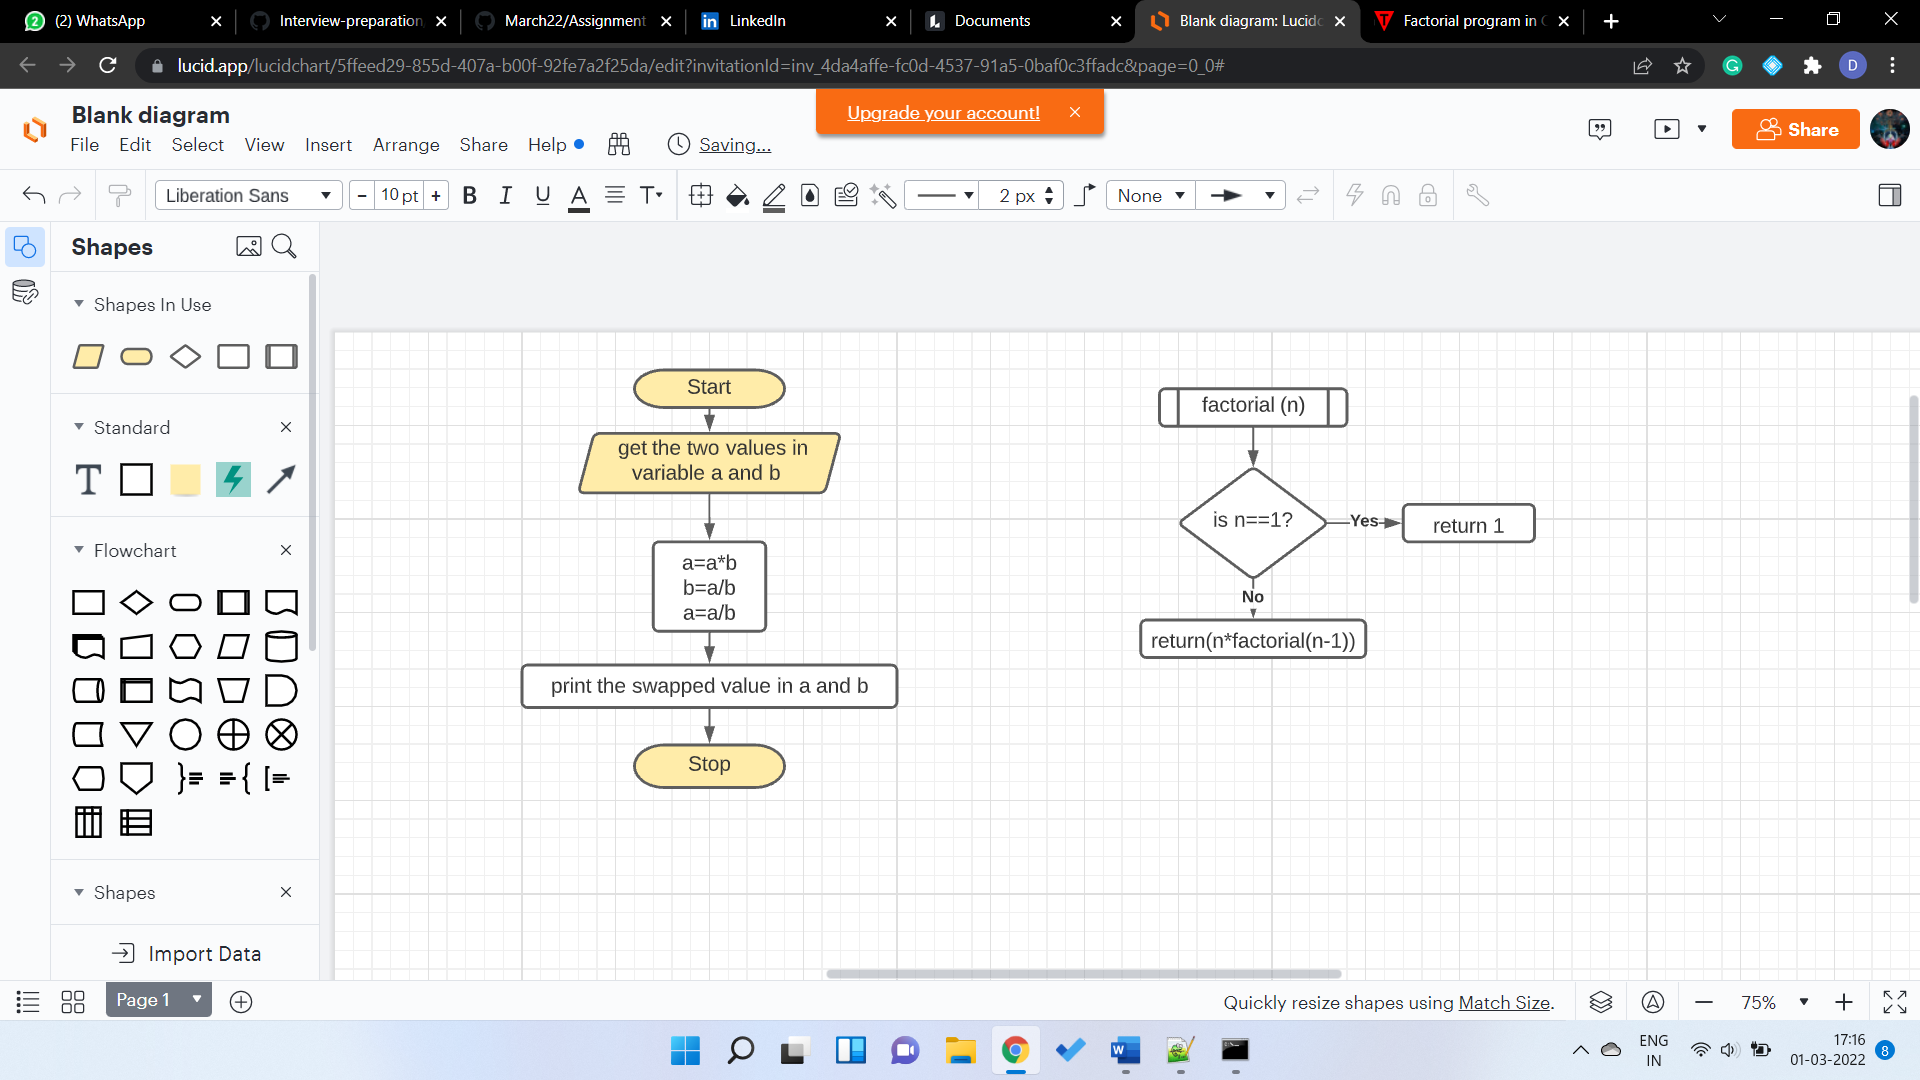 (2) WhatsApp
Interview-preparation
March22/Assignment
LinkedIn
Documents
Blank diagram: Lucidc
Factorial program in C
lucid.app/lucidchart/5ffeed29-855d-407a-b00f-92fe7a2f25da/edit?invitationId=inv_4da4affe-fc0d-4537-91a5-0baf0c3ffadc&page=0_0#
D
Blank diagram
Upgrade your account!
File Edit Select View Insert Arrange Share Help
Saving...
Share
Liberation Sans
10 pt
B I U A T
2 px
None
Shapes
Shapes In Use
Standard
T
Flowchart
Shapes
Import Data
Start
get the two values in
variable a and b
a=a*b
b=a/b
a=a/b
print the swapped value in a and b
Stop
factorial (n)
is n==1?
Yes
return 1
No
return(n*factorial(n-1))
Page 1
Quickly resize shapes using Match Size.
75%
ENG
IN
17:16
01-03-2022
8